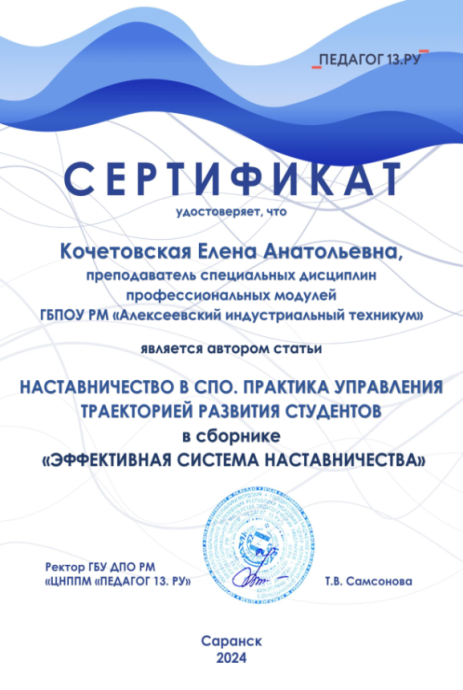 ПЕДАГОГ 13.РУ
СЕРТИФИКАТ
удостоверяет, что
Кочетовская Елена Анатольевна,
преподаватель специальных дисциплин
профессиональных модулей
ГБПОУ РМ «Алексеевский индустриальный техникум»
является автором статьи
НАСТАВНИЧЕСТВО В СПО. ПРАКТИКА УПРАВЛЕНИЯ
ТРАЕКТОРИЕЙ РАЗВИТИЯ СТУДЕНТОВ
в сборнике
«ЭФФЕКТИВНАЯ СИСТЕМА НАСТАВНИЧЕСТВА»
Ректор ГБУ ДПО РМ
«ЦНППМ «ПЕДАГОГ 13. РУ»
Т.В. Самсонова
Саранск
2024